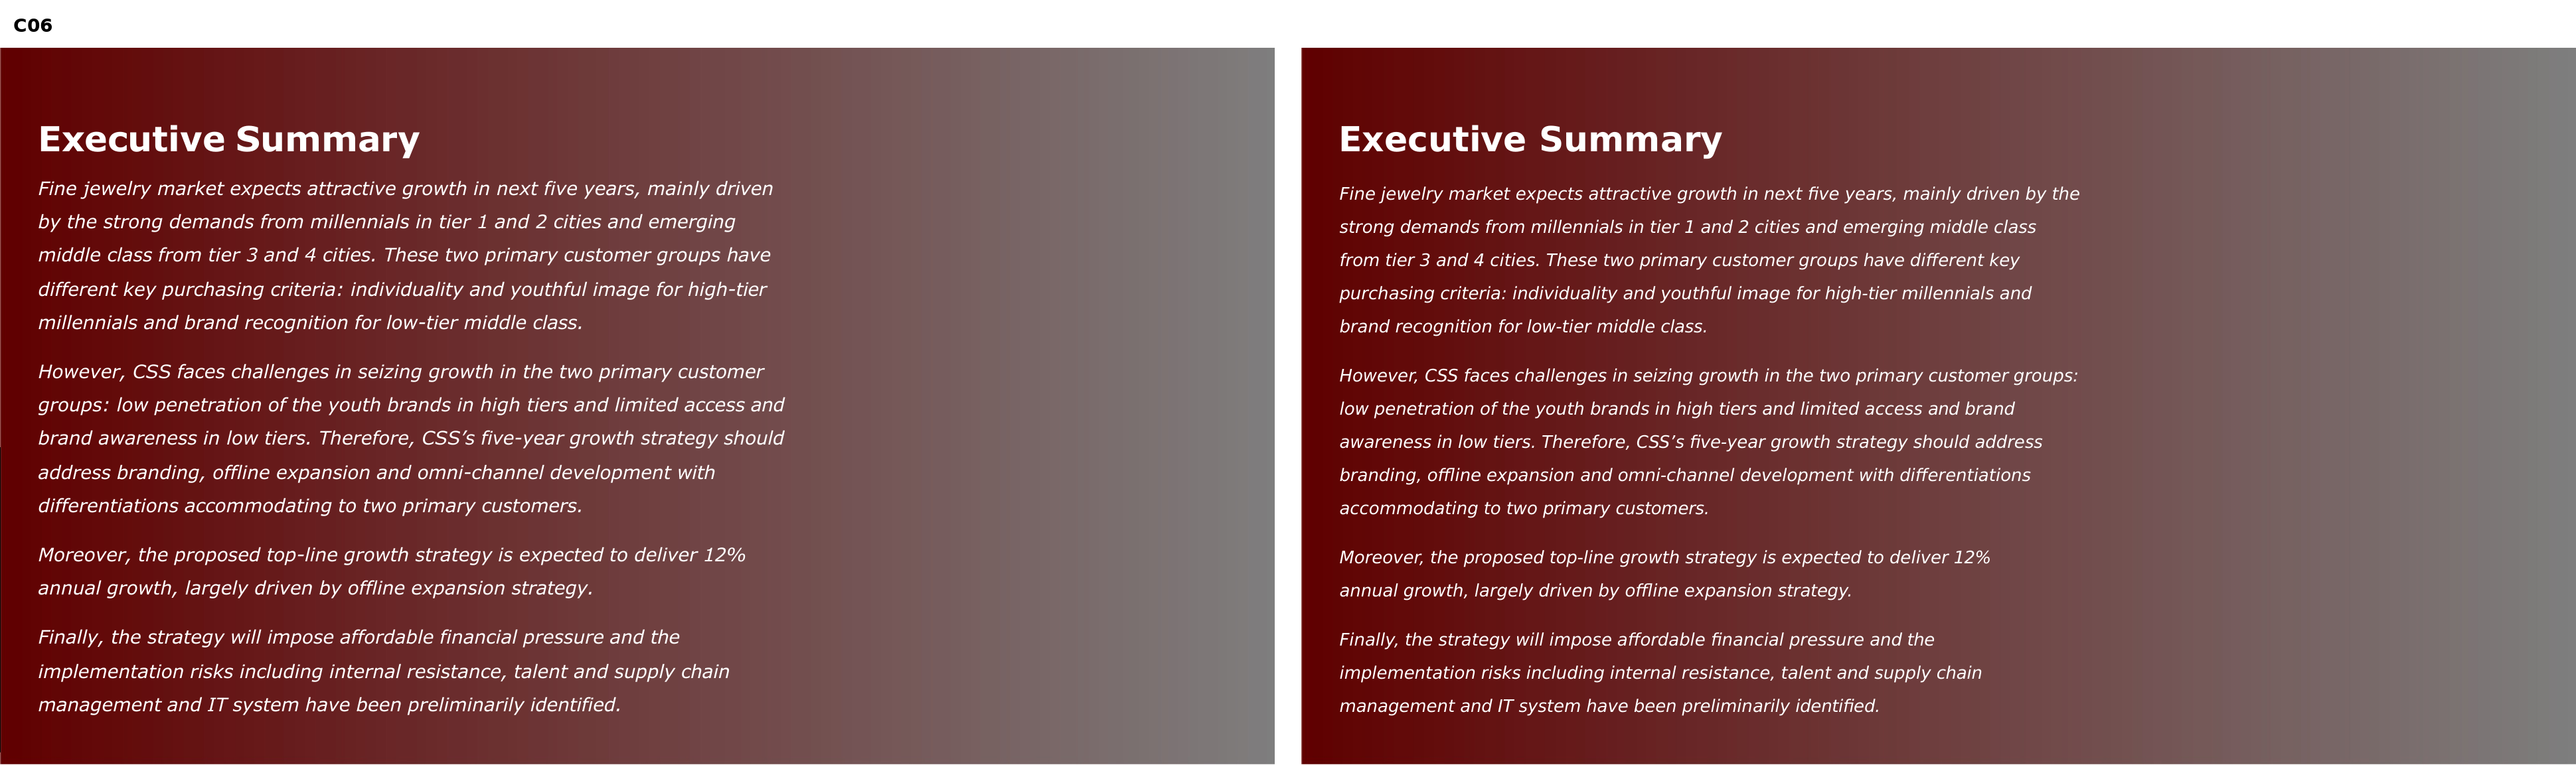 C06
Executive Summary
Fine jewelry market expects attractive growth in next five years, mainly driven
by the strong demands from millennials in tier 1 and 2 cities and emerging
middle class from tier 3 and 4 cities. These two primary customer groups have
different key purchasing criteria: individuality and youthful image for high-tier
millennials and brand recognition for low-tier middle class.
However, CSS faces challenges in seizing growth in the two primary customer
groups: low penetration of the youth brands in high tiers and limited access and
brand awareness in low tiers. Therefore, CSS’s five-year growth strategy should
address branding, offline expansion and omni-channel development with
differentiations accommodating to two primary customers.
Moreover, the proposed top-line growth strategy is expected to deliver 12%
annual growth, largely driven by offline expansion strategy.
Finally, the strategy will impose affordable financial pressure and the
implementation risks including internal resistance, talent and supply chain
management and IT system have been preliminarily identified.
Executive Summary
Fine jewelry market expects attractive growth in next five years, mainly driven by the
strong demands from millennials in tier 1 and 2 cities and emerging middle class
from tier 3 and 4 cities. These two primary customer groups have different key
purchasing criteria: individuality and youthful image for high-tier millennials and
brand recognition for low-tier middle class.
However, CSS faces challenges in seizing growth in the two primary customer groups:
low penetration of the youth brands in high tiers and limited access and brand
awareness in low tiers. Therefore, CSS’s five-year growth strategy should address
branding, offline expansion and omni-channel development with differentiations
accommodating to two primary customers.
Moreover, the proposed top-line growth strategy is expected to deliver 12%
annual growth, largely driven by offline expansion strategy.
Finally, the strategy will impose affordable financial pressure and the
implementation risks including internal resistance, talent and supply chain
management and IT system have been preliminarily identified.